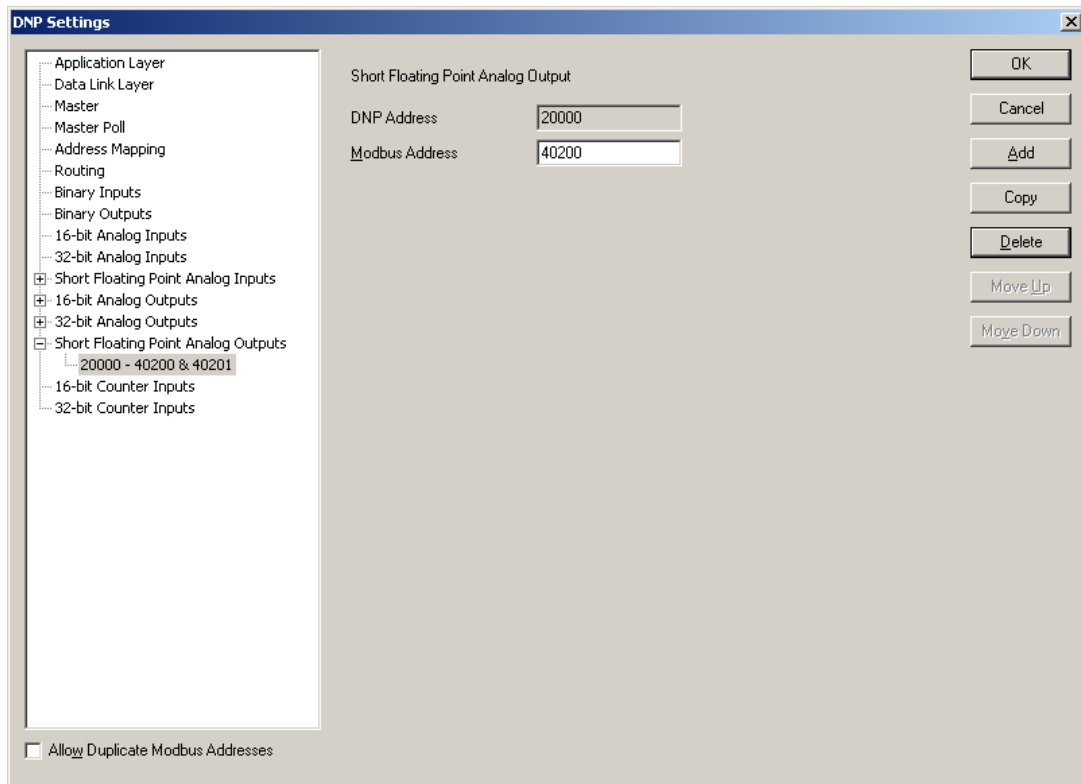 DNP Settings
Application Layer
Data Link Layer
Master
Master Poll
Address Mapping
Routing
Binary Inputs
Binary Outputs
16-bit Analog Inputs
32-bit Analog Inputs
Short Floating Point Analog Inputs
16-bit Analog Outputs
32-bit Analog Outputs
Short Floating Point Analog Outputs
20000 - 40200 & 40201
16-bit Counter Inputs
32-bit Counter Inputs
Allow Duplicate Modbus Addresses
Short Floating Point Analog Output
DNP Address 20000
Modbus Address 40200
OK
Cancel
Add
Copy
Delete
Move Up
Move Down